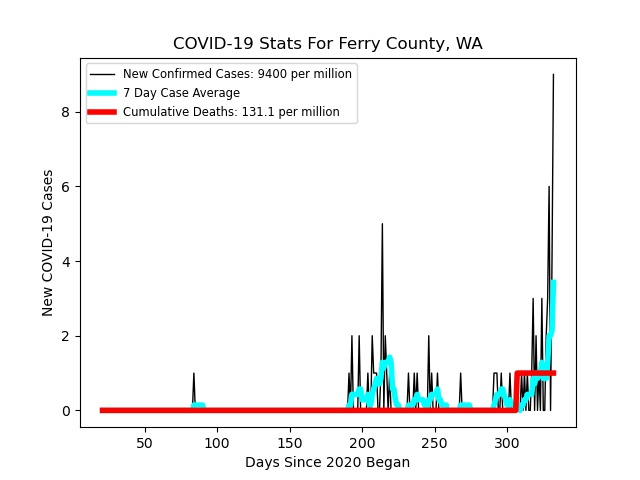 COVID-19 Stats For Ferry County, WA
New Confirmed Cases: 9400 per million
7 Day Case Average
Cumulative Deaths: 131.1 per million
New COVID-19 Cases
8
6
4
2
0
50 100 150 200 250 300
Days Since 2020 Began